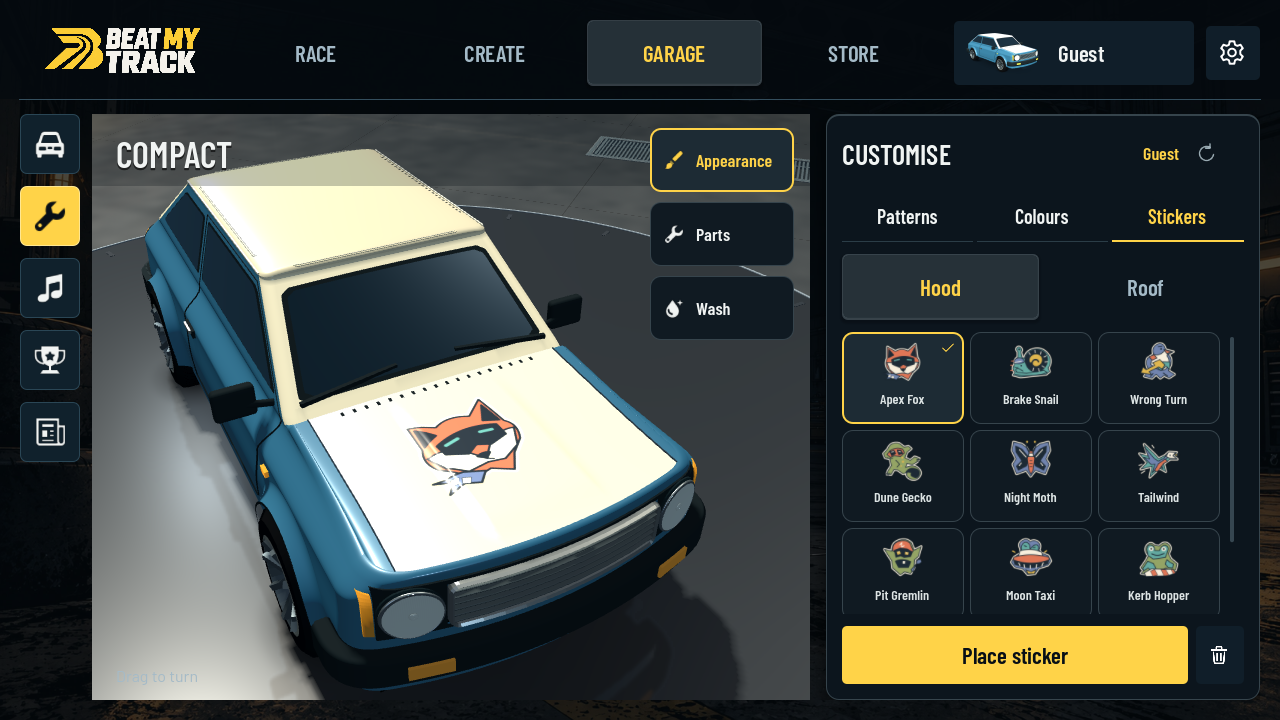 BEAT MY
TRACK
RACE
CREATE
GARAGE
STORE
Guest
COMPACT
Appearance
Parts
Wash
Drag to turn
CUSTOMISE
Guest
Patterns
Colours
Stickers
Hood
Roof
Apex Fox
Brake Snail
Wrong Turn
Dune Gecko
Night Moth
Tailwind
Pit Gremlin
Moon Taxi
Kerb Hopper
Place sticker